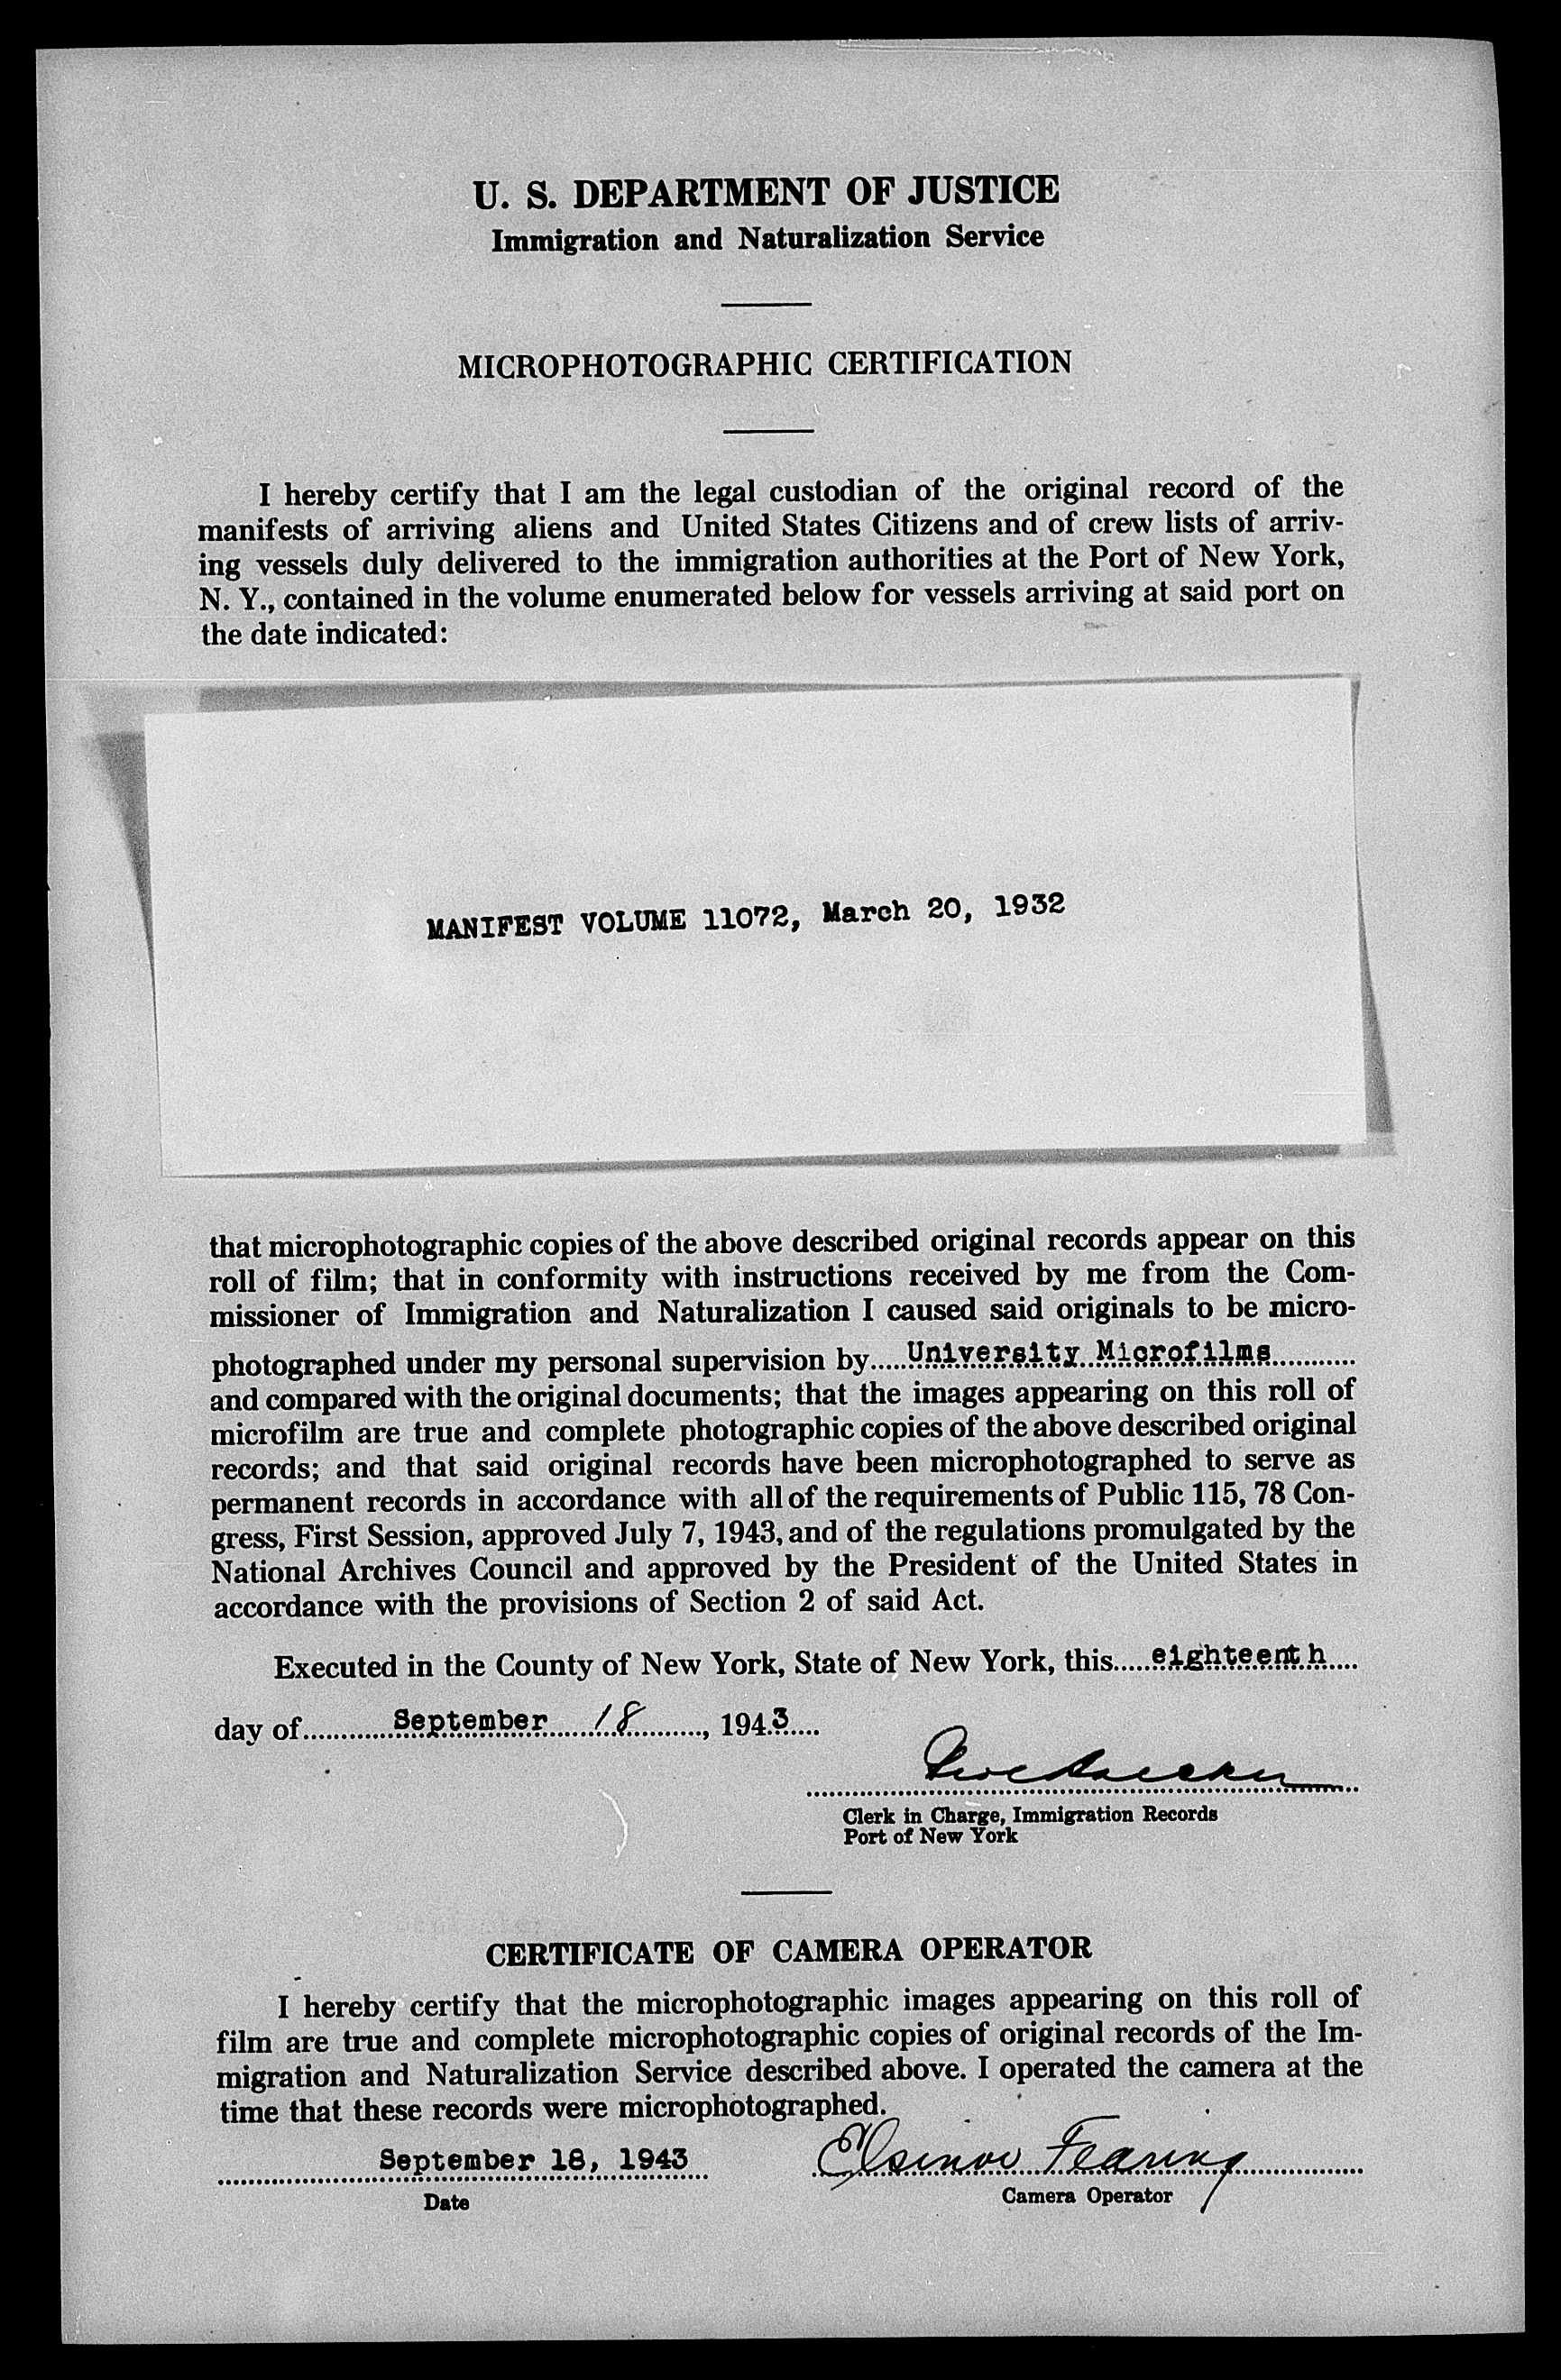 U. S. DEPARTMENT OF JUSTICE
Immigration and Naturalization Service
MICROPHOTOGRAPHIC CERTIFICATION
I hereby certify that I am the legal custodian of the original record of the
manifests of arriving aliens and United States Citizens and of crew lists of arriv-
ing vessels duly delivered to the immigration authorities at the Port of New York,
N. Y., contained in the volume enumerated below for vessels arriving at said port on
the date indicated:
MANIFEST VOLUME 11072, March 20, 1932
that microphotographic copies of the above described original records appear on this
roll of film; that in conformity with instructions received by me from the Com-
missioner of Immigration and Naturalization I caused said originals to be micro-
photographed under my personal supervision by.....University Microfilms...........
and compared with the original documents; that the images appearing on this roll of
microfilm are true and complete photographic copies of the above described original
records; and that said original records have been microphotographed to serve as
permanent records in accordance with all of the requirements of Public 115, 78 Con-
gress, First Session, approved July 7, 1943, and of the regulations promulgated by the
National Archives Council and approved by the President of the United States in
accordance with the provisions of Section 2 of said Act.
Executed in the County of New York, State of New York, this.....eighteenth....
day of............September......18.........., 1943....
Clerk in Charge, Immigration Records
Port of New York
CERTIFICATE OF CAMERA OPERATOR
I hereby certify that the microphotographic images appearing on this roll of
film are true and complete microphotographic copies of original records of the Im-
migration and Naturalization Service described above. I operated the camera at the
time that these records were microphotographed.
September 18, 1943 Elsinor Fearing
Date Camera Operator